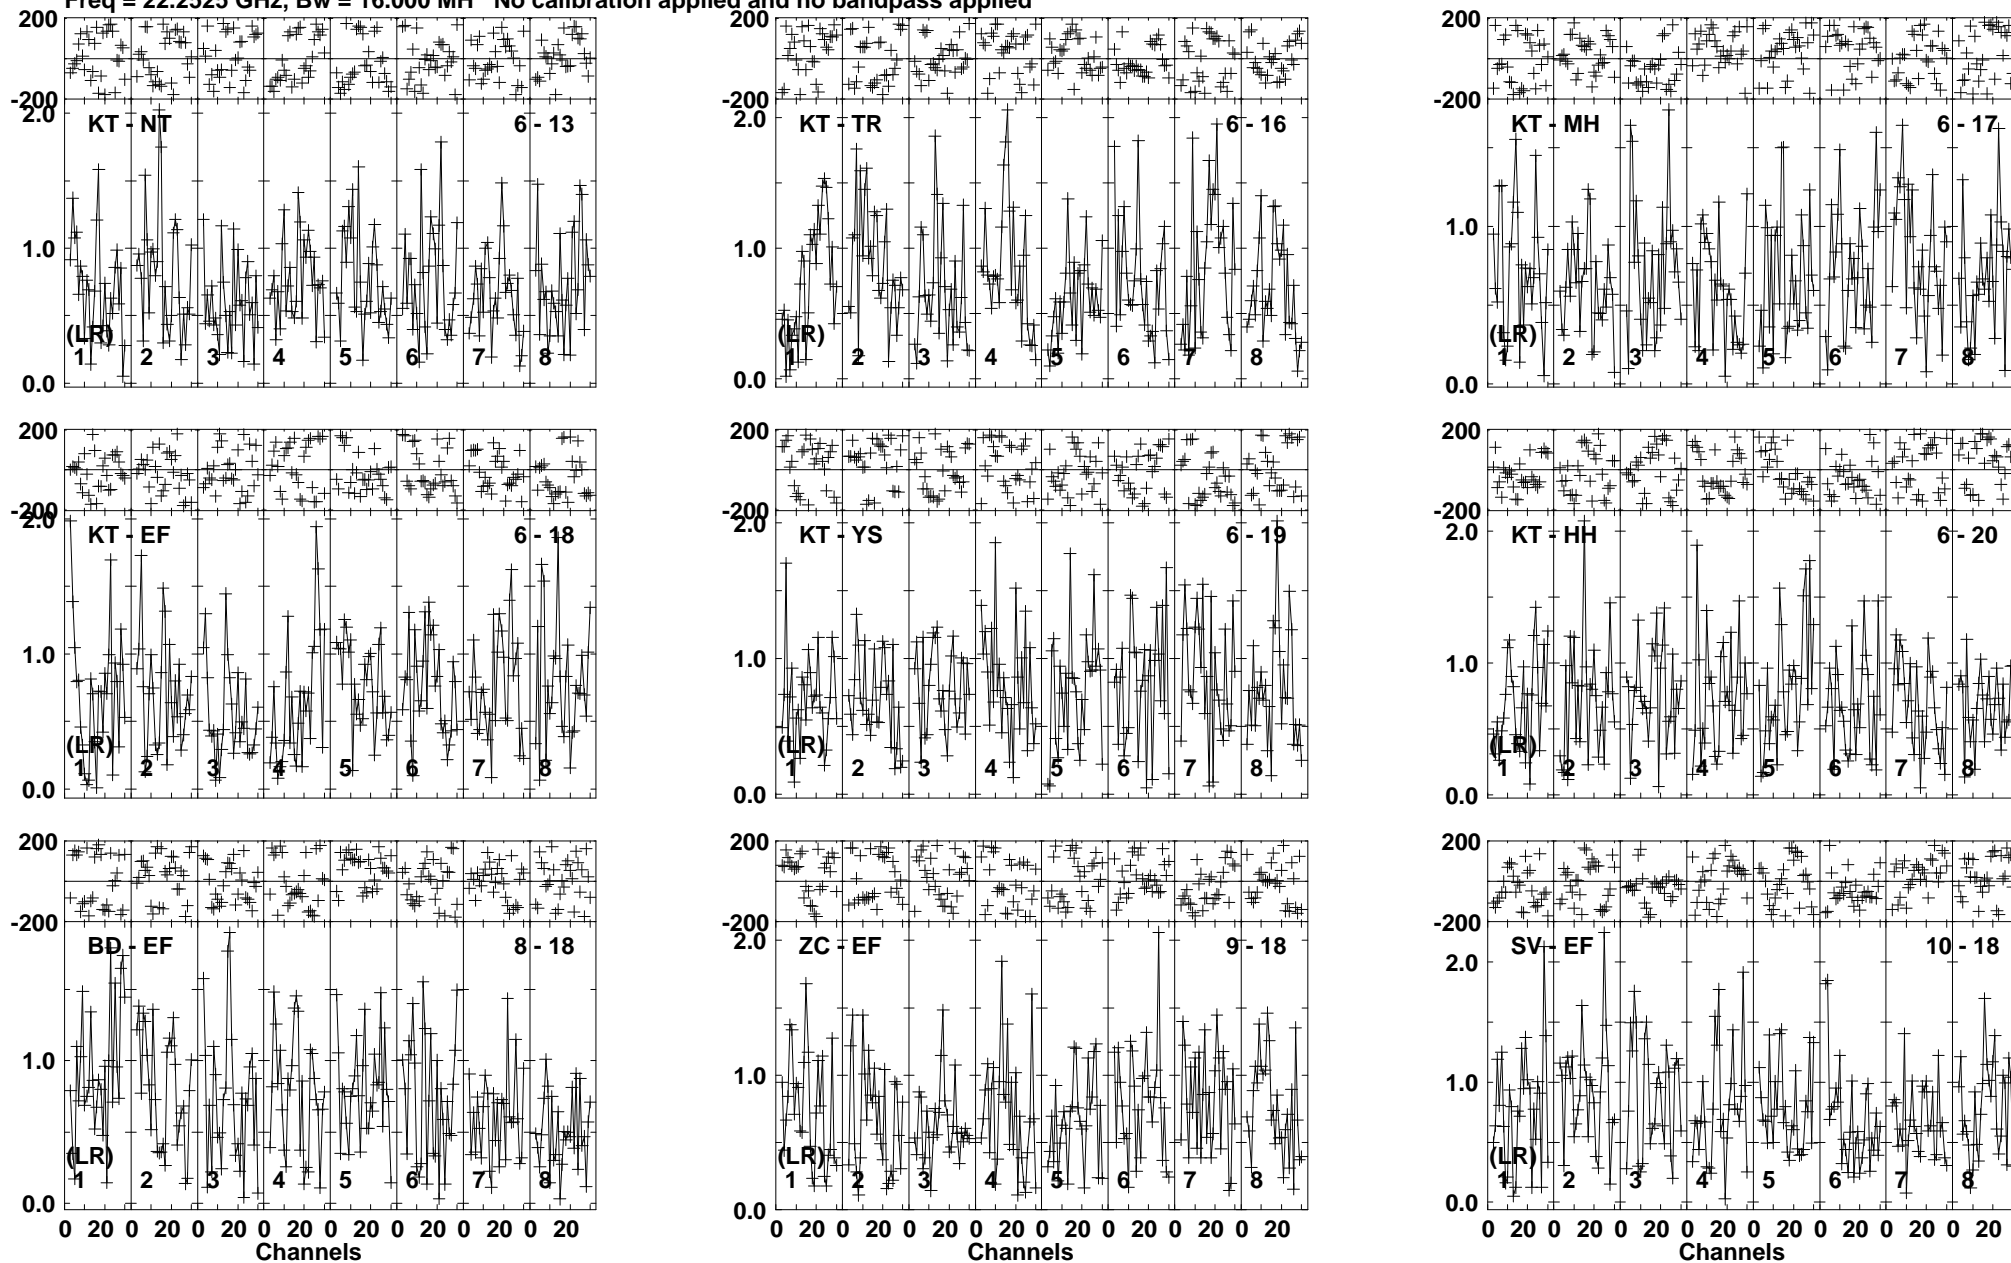 Freq = 22.2525 GHz, Bw = 16.000 MH No calibration applied and no bandpass applied
200 200 200
-200 -200 -200
2.0 KT - NT 6 - 13 2.0 KT - TR 6 - 16 KT - MH 6 - 17
1.0 1.0 1.0
(LR) (LR) (LR)
1 2 3 4 5 6 7 8 1 2 3 4 5 6 7 8 1 2 3 4 5 6 7 8
0.0 0.0 0.0
200 200 200
-200 -200 -200
2.0 KT - EF 6 - 18 2.0 KT - YS 6 - 19 2.0 KT - HH 6 - 20
1.0 1.0 1.0
(LR) (LR) (LR)
1 2 3 4 5 6 7 8 1 2 3 4 5 6 7 8 1 2 3 4 5 6 7 8
0.0 0.0 0.0
200 200 200
-200 -200 -200
BD - EF 8 - 18 2.0 ZC - EF 9 - 18 2.0 SV - EF 10 - 18
1.0 1.0 1.0
(LR) (LR) (LR)
1 2 3 4 5 6 7 8 1 2 3 4 5 6 7 8 1 2 3 4 5 6 7 8
0.0 0.0 0.0
0 20 0 20 0 20 0 20 0 20 0 20 0 20 0 20 0 20 0 20 0 20 0 20 0 20 0 20 0 20 0 20 0 20 0 20 0 20 0 20 0 20 0 20 0 20 0 20
Channels Channels Channels